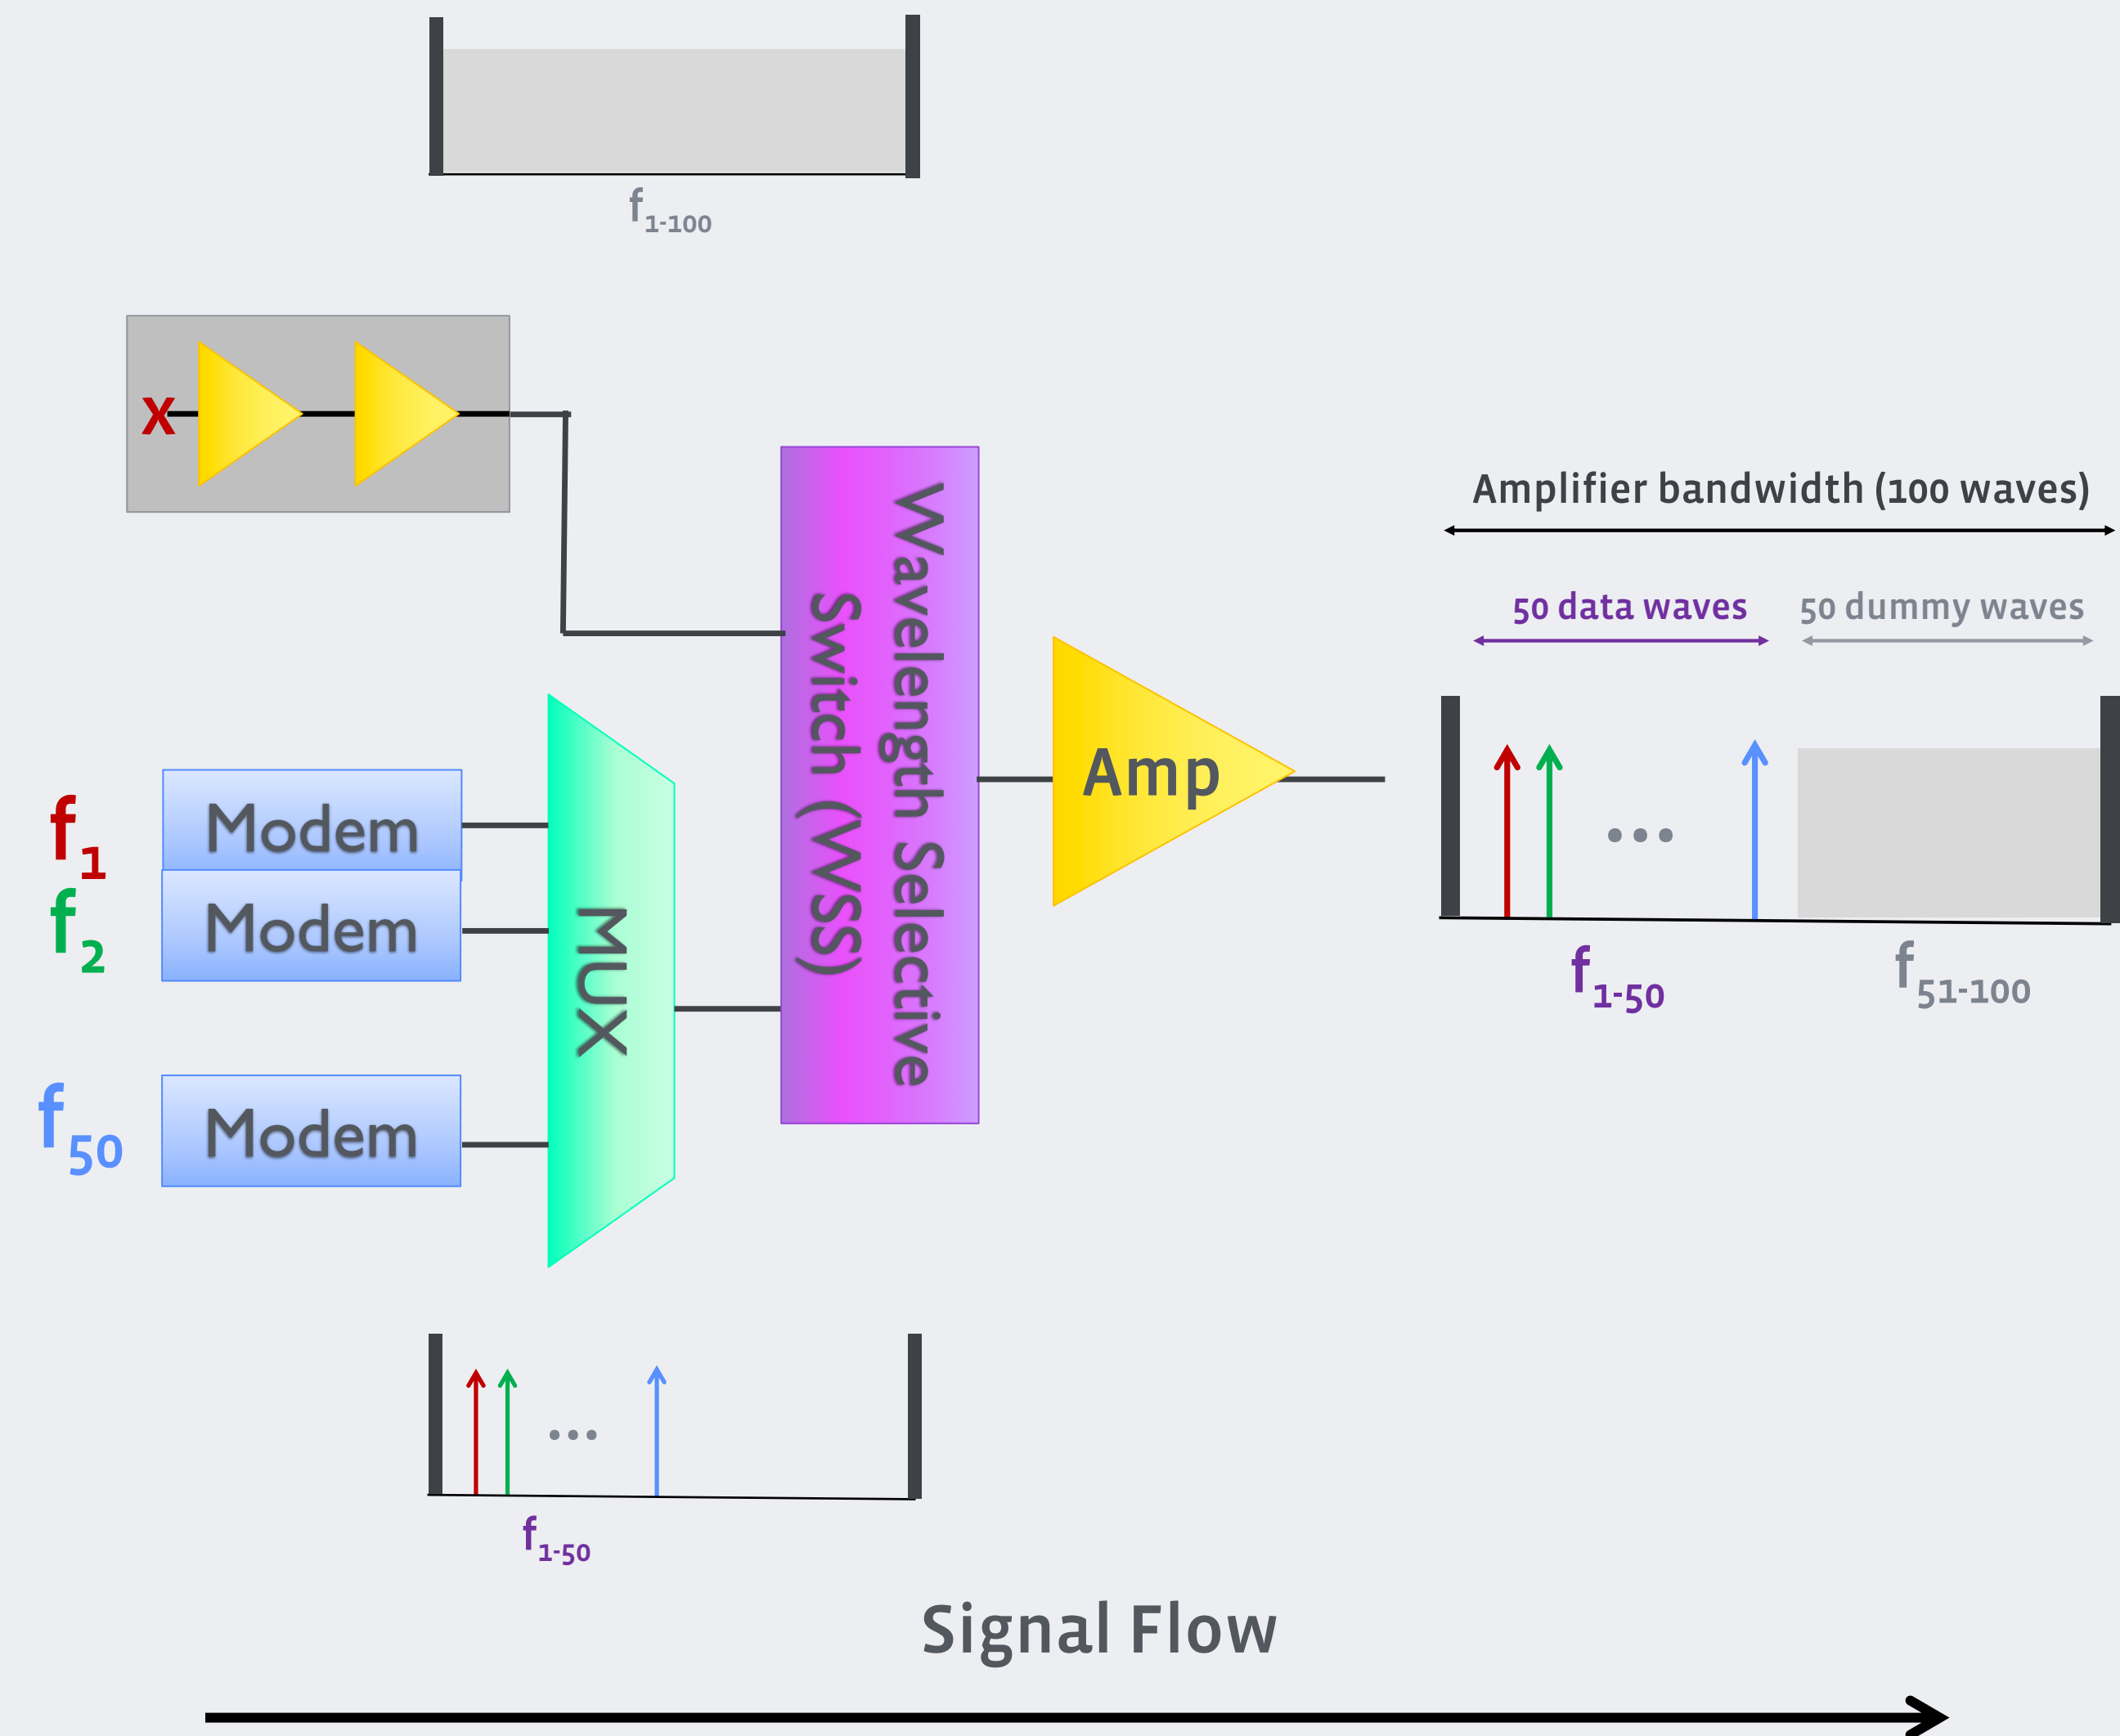 f1-100
X
Amplifier bandwidth (100 waves)
50 data waves
50 dummy waves
Wavelength Selective
Switch (WSS)
Amp
f1
Modem
f2
Modem
MUX
f50
Modem
f1-50
f51-100
f1-50
Signal Flow